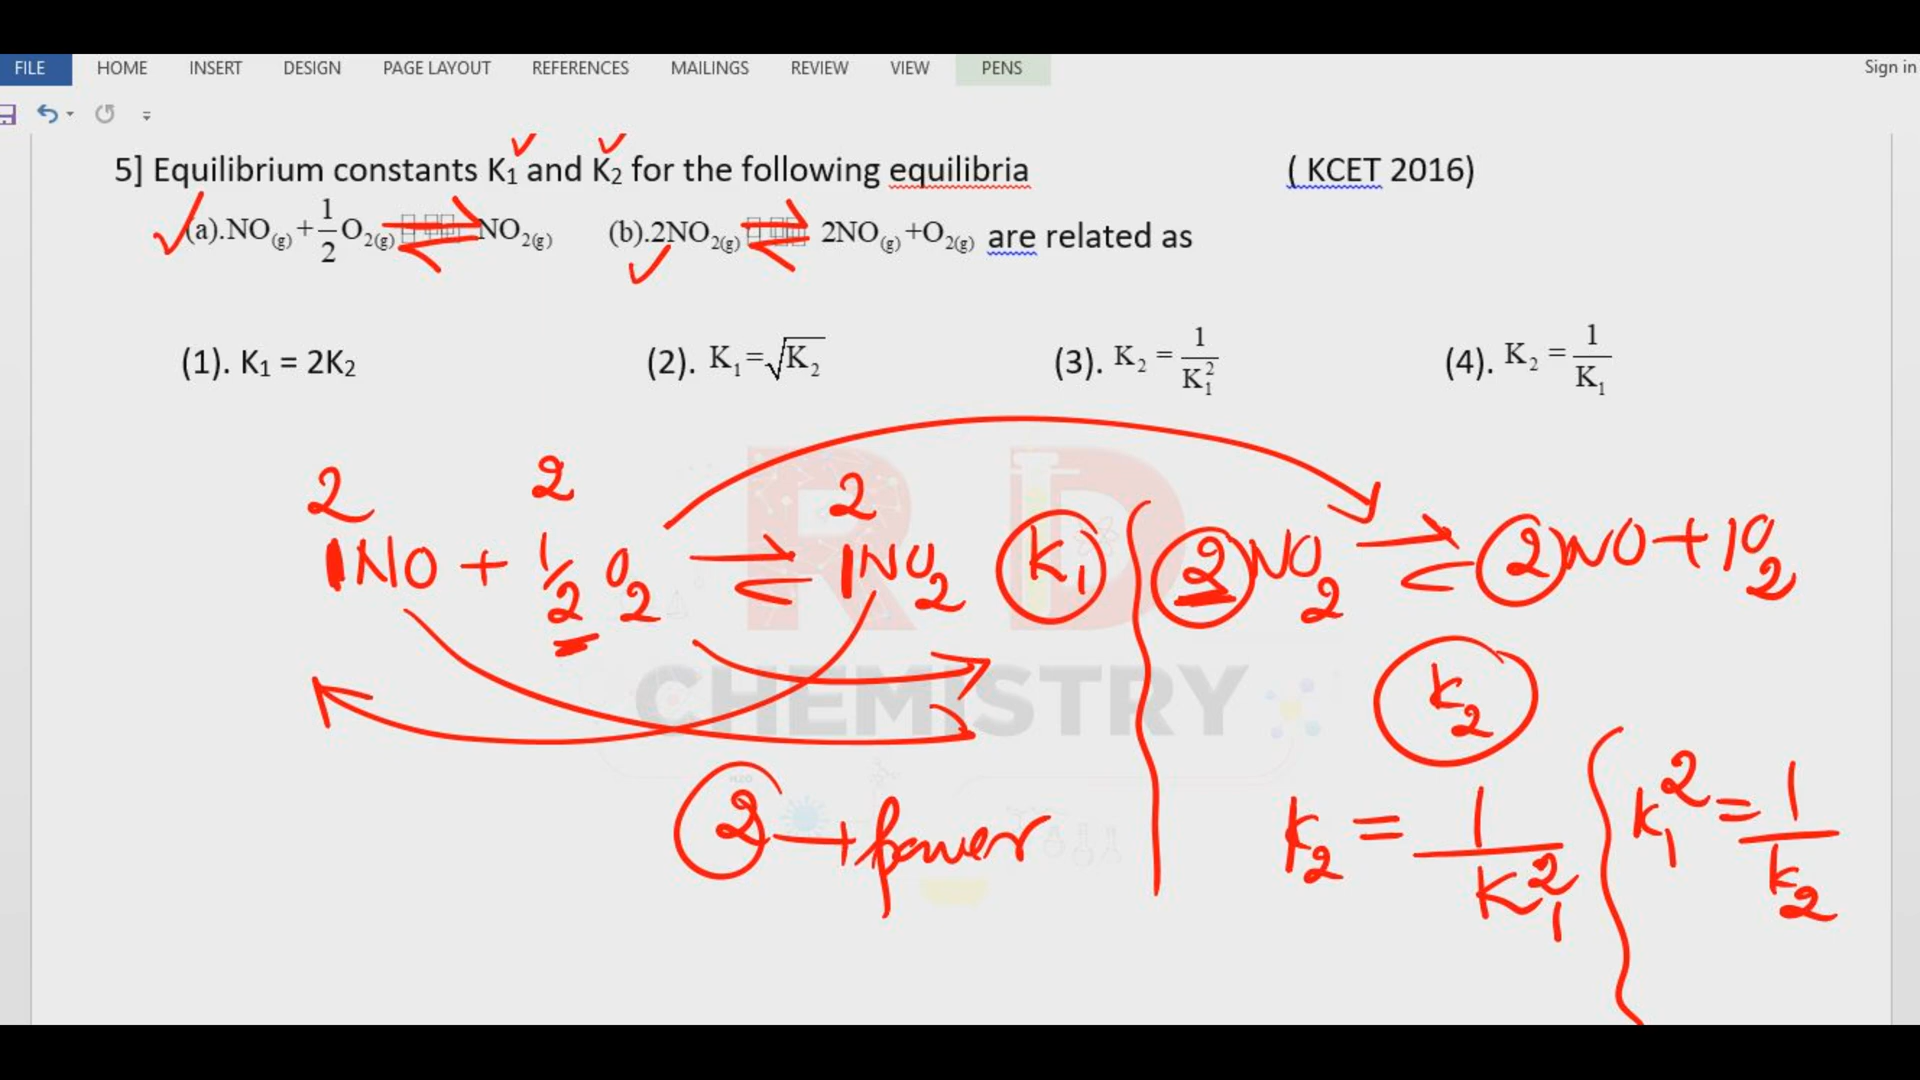 FILE HOME INSERT DESIGN PAGE LAYOUT REFERENCES MAILINGS REVIEW VIEW PENS Sign in
5] Equilibrium constants K₁ and K₂ for the following equilibria ( KCET 2016)
(a).NO(g)+1/2 O₂(g) ⇌ NO₂(g) (b).2NO₂(g) ⇌ 2NO(g)+O₂(g) are related as
(1). K₁ = 2K₂ (2). K₁=√K₂ (3). K₂ = 1/K₁² (4). K₂ = 1/K₁
2 2 2
1NO + 1/2 O₂ ⇌ 1NO₂ K₁ 2NO₂ ⇌ 2NO + 1O₂
RD
CHEMISTRY
K₂
2 → power K₂ = 1/K₁² K₁² = 1/K₂